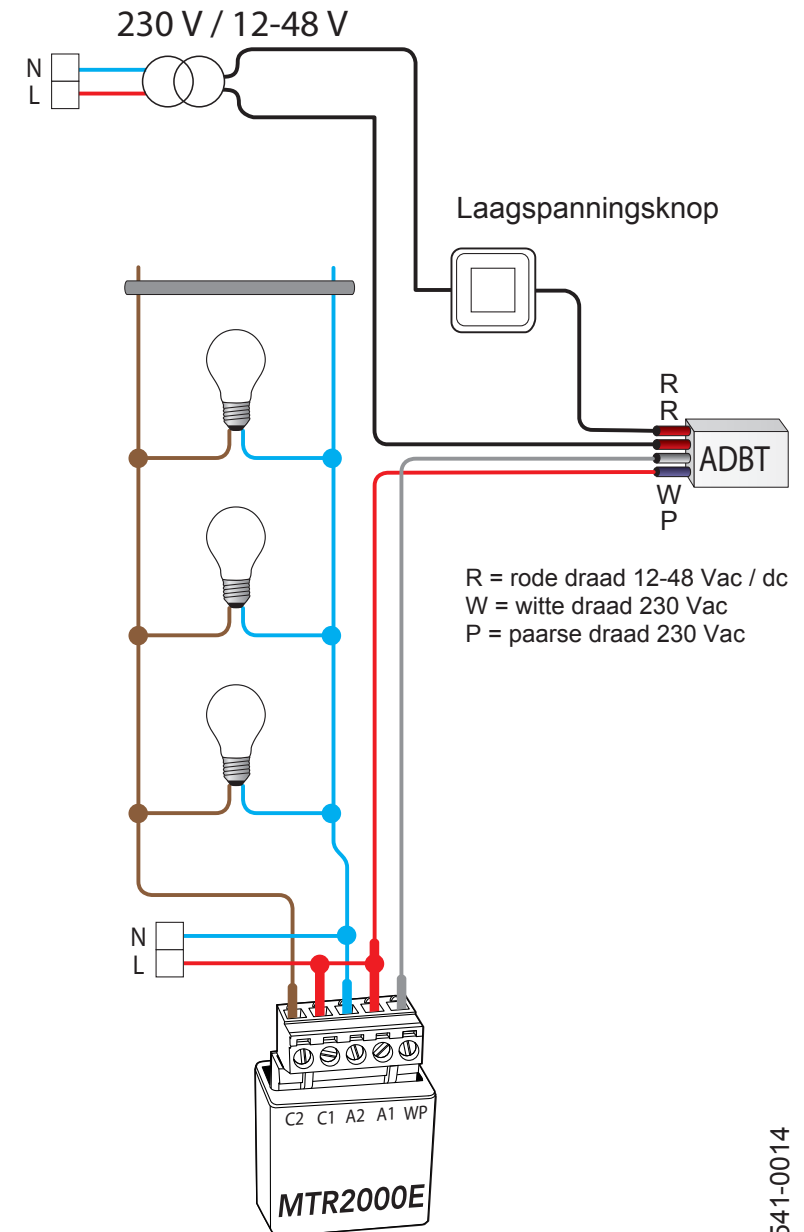 230 V / 12-48 V
N
L
Laagspanningsknop
R
R
ADBT
W
P
R = rode draad 12-48 Vac / dc
W = witte draad 230 Vac
P = paarse draad 230 Vac
N
L
C2 C1 A2 A1 WP
MTR2000E
541-0014